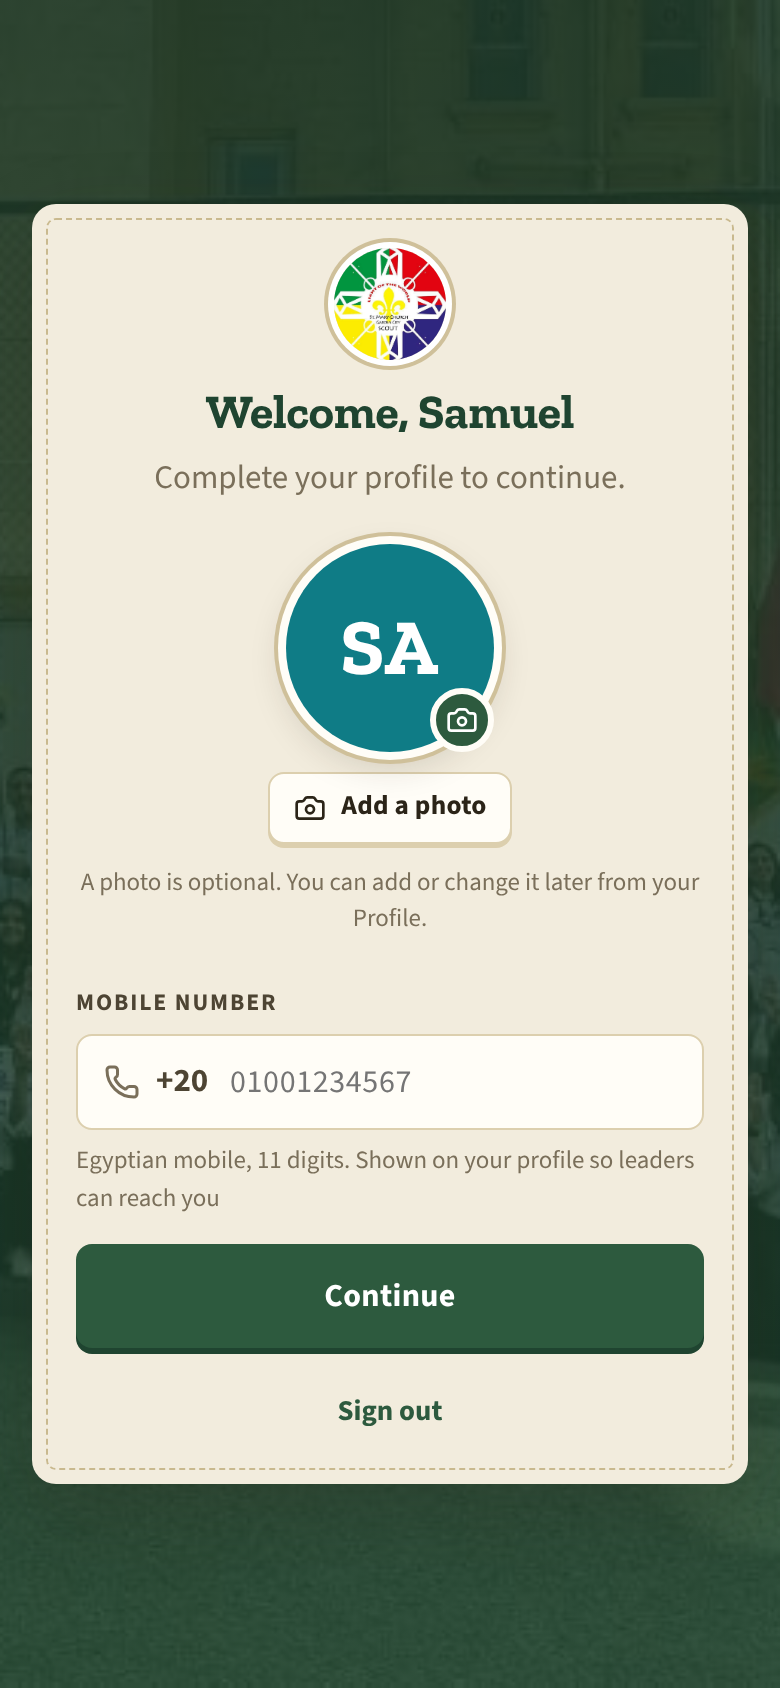 SCOUT
Welcome, Samuel
Complete your profile to continue.
SA
Add a photo
A photo is optional. You can add or change it later from your
Profile.
MOBILE NUMBER
+20 01001234567
Egyptian mobile, 11 digits. Shown on your profile so leaders
can reach you
Continue
Sign out